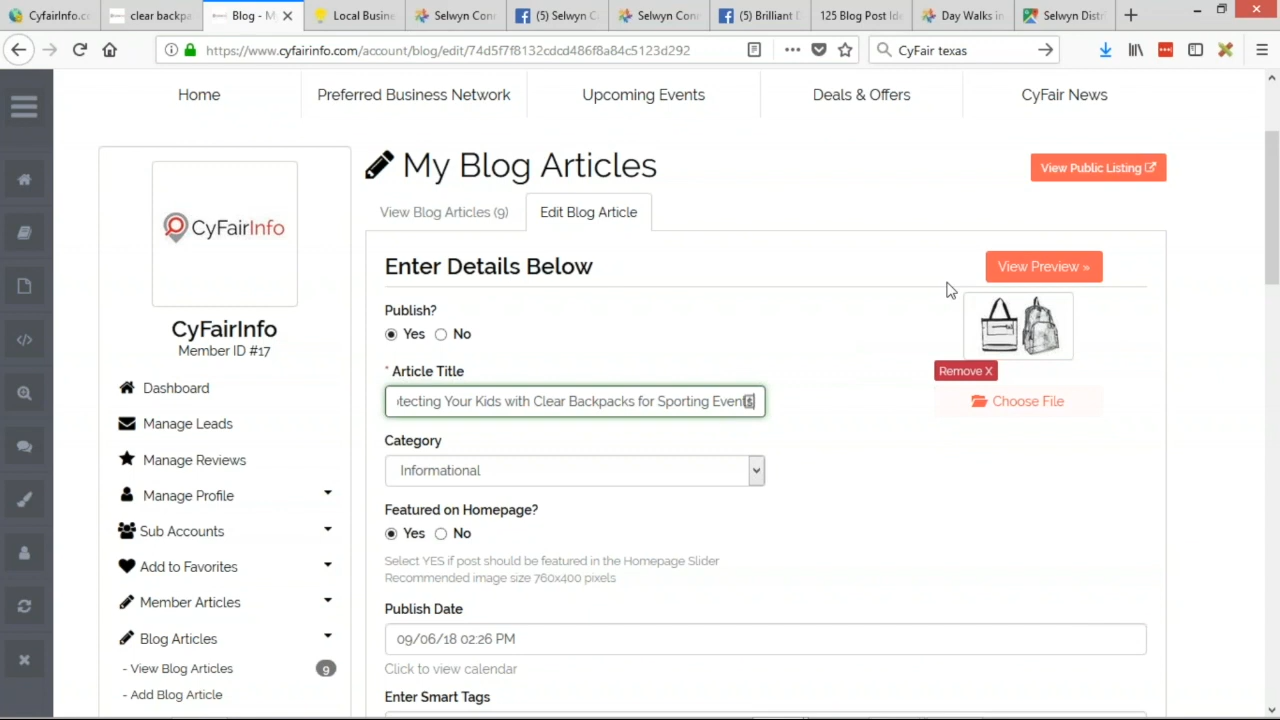 Cyfairinfo.c
clear backpa
Blog - M
Local Busine
Selwyn Conn
(5) Selwyn C
Selwyn Conn
(5) Brilliant D
25 Blog Post Ide
Day Walks in
Selwyn Distr
https://www.cyfairinfo.com/account/blog/edit/74d5f7f8132cdcd486f8a84c5123d292
CyFair texas
Home
Preferred Business Network
Upcoming Events
Deals & Offers
CyFair News
CyFairInfo
CyFairInfo
Member ID #17
Dashboard
Manage Leads
Manage Reviews
Manage Profile
Sub Accounts
Add to Favorites
Member Articles
Blog Articles
- View Blog Articles
9
- Add Blog Article
My Blog Articles
View Public Listing
View Blog Articles (9)
Edit Blog Article
Enter Details Below
View Preview »
Publish?
Yes No
Remove X
Choose File
* Article Title
tecting Your Kids with Clear Backpacks for Sporting Events
Category
Informational
Featured on Homepage?
Yes No
Select YES if post should be featured in the Homepage Slider
Recommended image size 760x400 pixels
Publish Date
09/06/18 02:26 PM
Click to view calendar
Enter Smart Tags